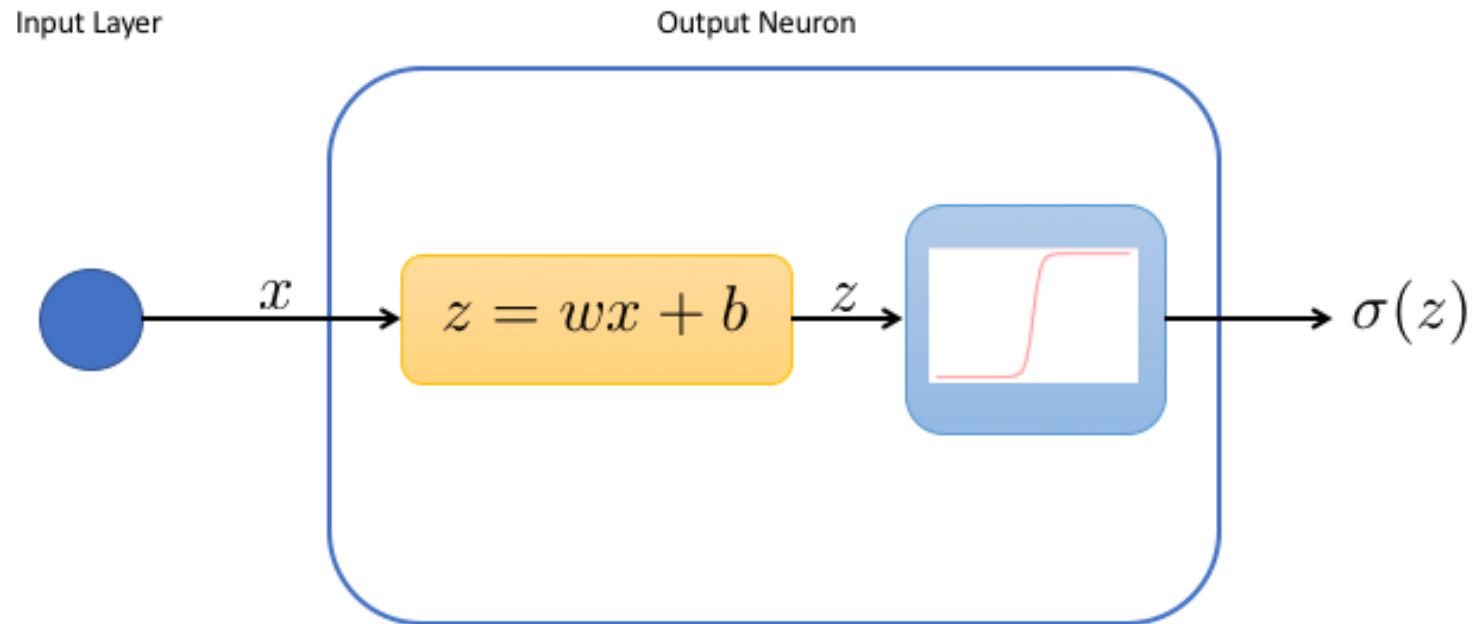 Input Layer
Output Neuron
x
z = wx + b
z
σ(z)